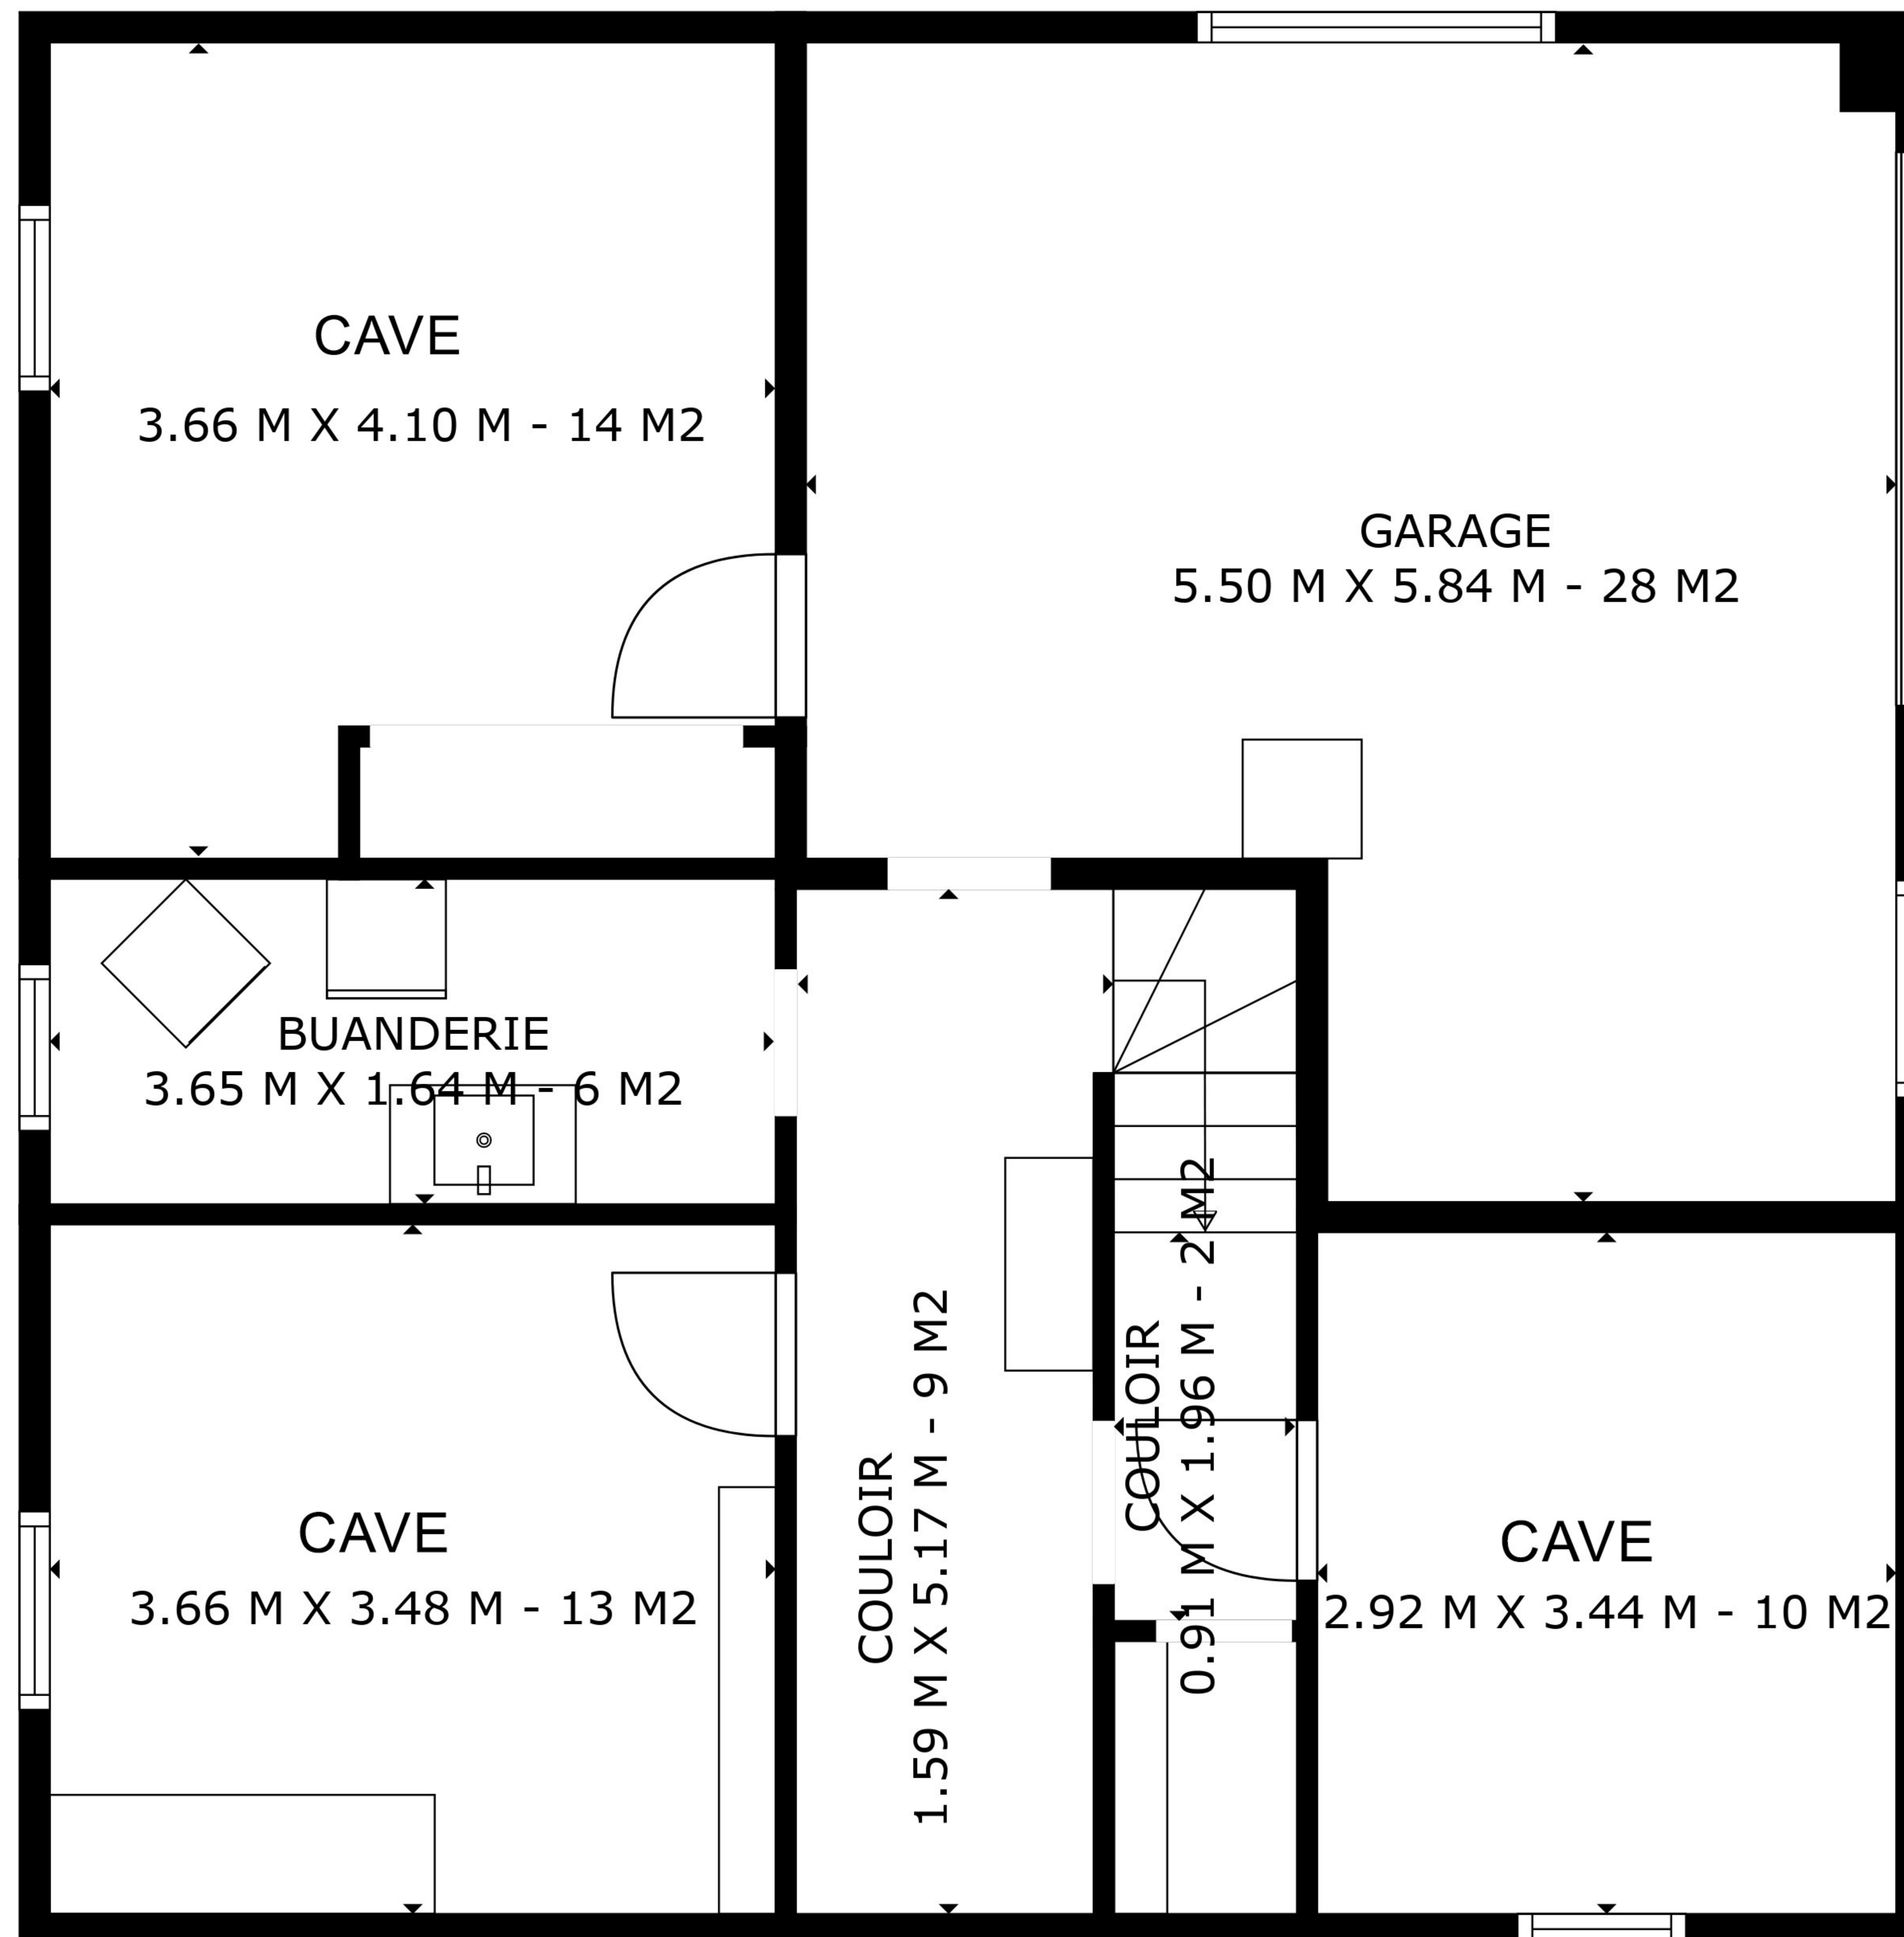 CAVE
3.66 M X 4.10 M - 14 M2
GARAGE
5.50 M X 5.84 M - 28 M2
BUANDERIE
3.65 M X 1.64 M - 6 M2
COULOIR
1.59 M X 5.17 M - 9 M2
COULOIR
0.91 M X 1.96 M - 2 M2
CAVE
3.66 M X 3.48 M - 13 M2
CAVE
2.92 M X 3.44 M - 10 M2